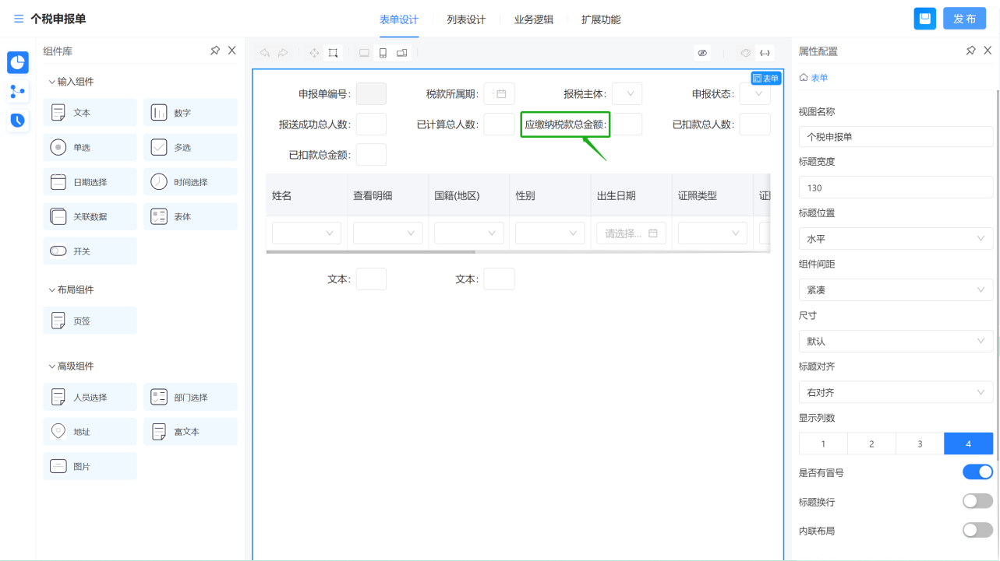 个税申报单
表单设计 列表设计 业务逻辑 扩展功能
发布
组件库
输入组件
文本 数字
单选 多选
日期选择 时间选择
关联数据 表体
开关
布局组件
页签
高级组件
人员选择 部门选择
地址 富文本
图片
表单
申报单编号: 税款所属期: 报税主体: 申报状态:
报送成功总人数: 已计算总人数: 应缴纳税款总金额: 已扣款总人数:
已扣款总金额:
姓名 查看明细 国籍(地区) 性别 出生日期 证照类型
请选择...
文本: 文本:
属性配置
表单
视图名称
个税申报单
标题宽度
130
标题位置
水平
组件间距
紧凑
尺寸
默认
标题对齐
右对齐
显示列数
1 2 3 4
是否有冒号
标题换行
内联布局